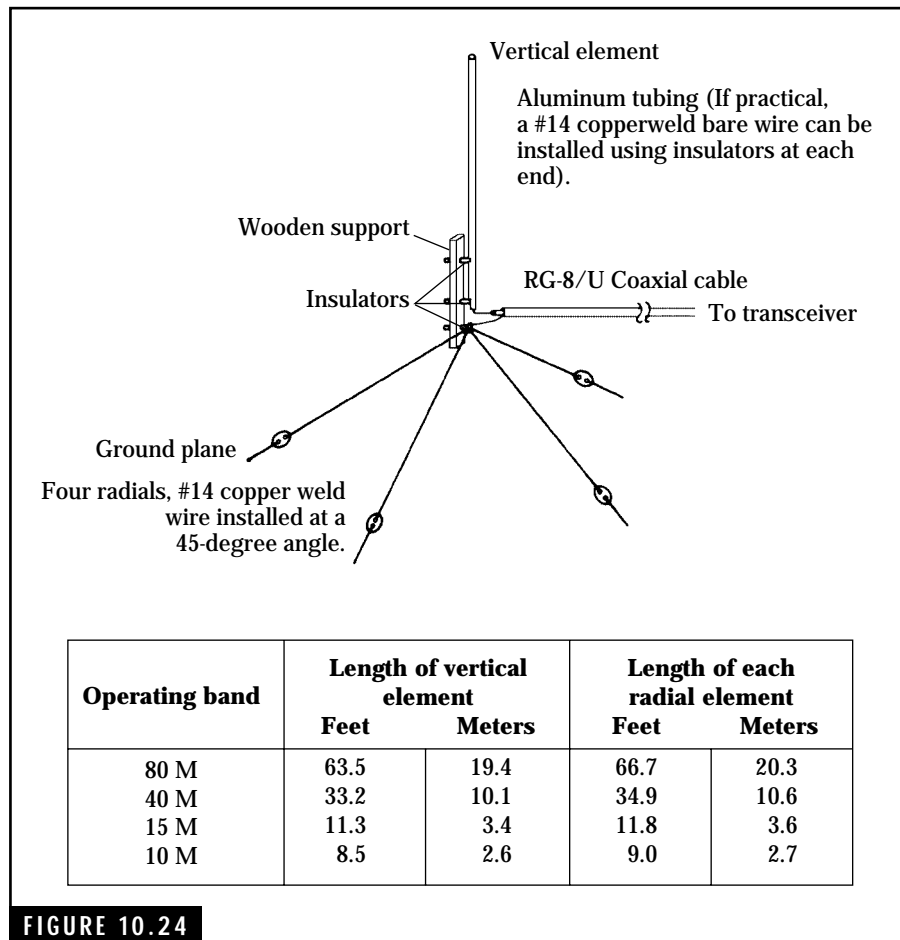 Vertical element
Aluminum tubing (If practical,
a #14 copperweld bare wire can be
installed using insulators at each
end).
Wooden support
RG-8/U Coaxial cable
Insulators
To transceiver
Ground plane
Four radials, #14 copper weld
wire installed at a
45-degree angle.
Operating band Length of vertical element Length of each radial element
Feet Meters Feet Meters
80 M 63.5 19.4 66.7 20.3
40 M 33.2 10.1 34.9 10.6
15 M 11.3 3.4 11.8 3.6
10 M 8.5 2.6 9.0 2.7
FIGURE 10.24